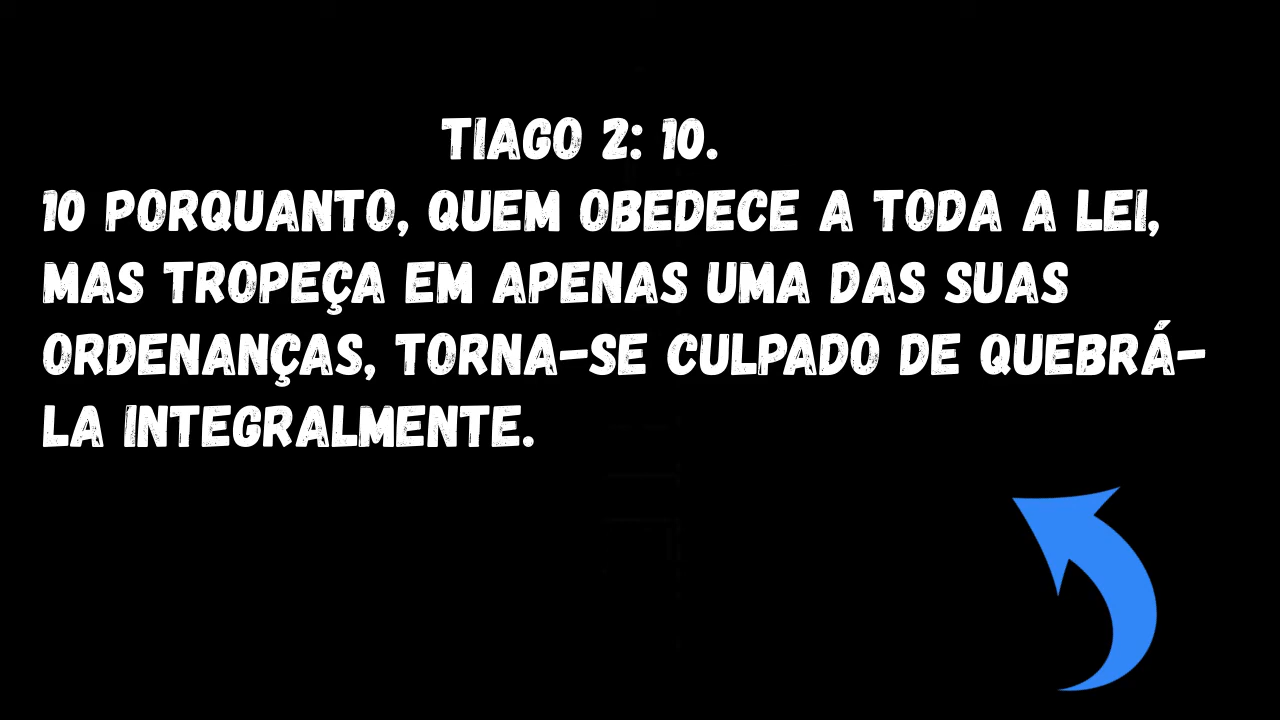 TIAGO 2: 10.
10 PORQUANTO, QUEM OBEDECE A TODA A LEI,
MAS TROPEÇA EM APENAS UMA DAS SUAS
ORDENANÇAS, TORNA-SE CULPADO DE QUEBRÁ-
LA INTEGRALMENTE.